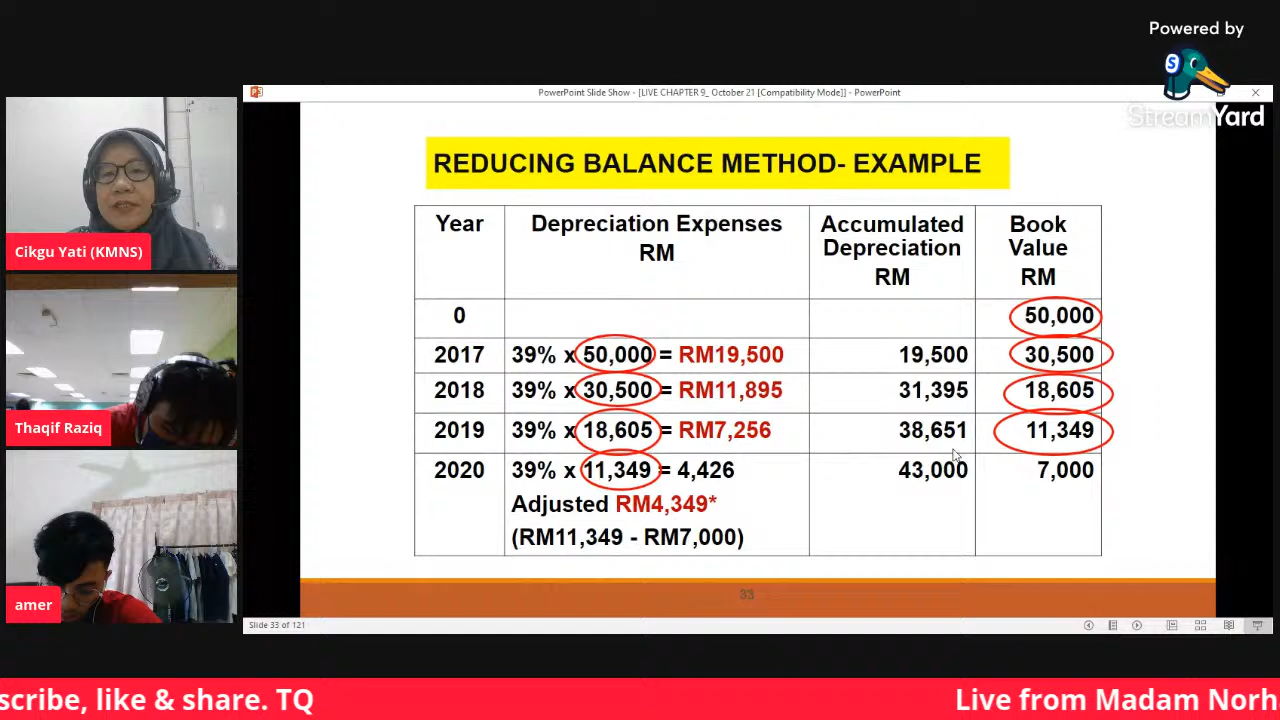 Powered by
StreamYard
PowerPoint Slide Show - [LIVE CHAPTER 9_ October 21 [Compatibility Mode]] - PowerPoint
Cikgu Yati (KMNS)
Thaqif Raziq
amer
REDUCING BALANCE METHOD- EXAMPLE
Year Depreciation Expenses RM Accumulated Depreciation RM Book Value RM
0 50,000
2017 39% x 50,000 = RM19,500 19,500 30,500
2018 39% x 30,500 = RM11,895 31,395 18,605
2019 39% x 18,605 = RM7,256 38,651 11,349
2020 39% x 11,349 = 4,426 43,000 7,000
Adjusted RM4,349*
(RM11,349 - RM7,000)
33
Slide 33 of 121
scribe, like & share. TQ
Live from Madam Norh